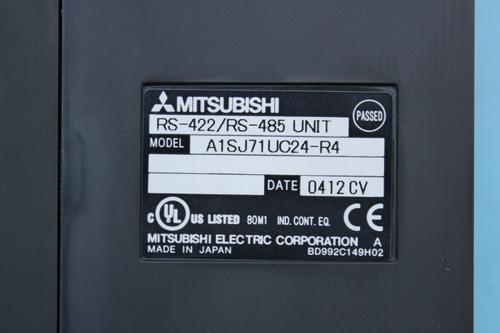 MITSUBISHI
PASSED
RS-422/RS-485 UNIT
MODEL A1SJ71UC24-R4
DATE 0412 CV
C UL US LISTED 80M1 IND. CONT. EQ. CE
MITSUBISHI ELECTRIC CORPORATION A
MADE IN JAPAN BD992C149H02